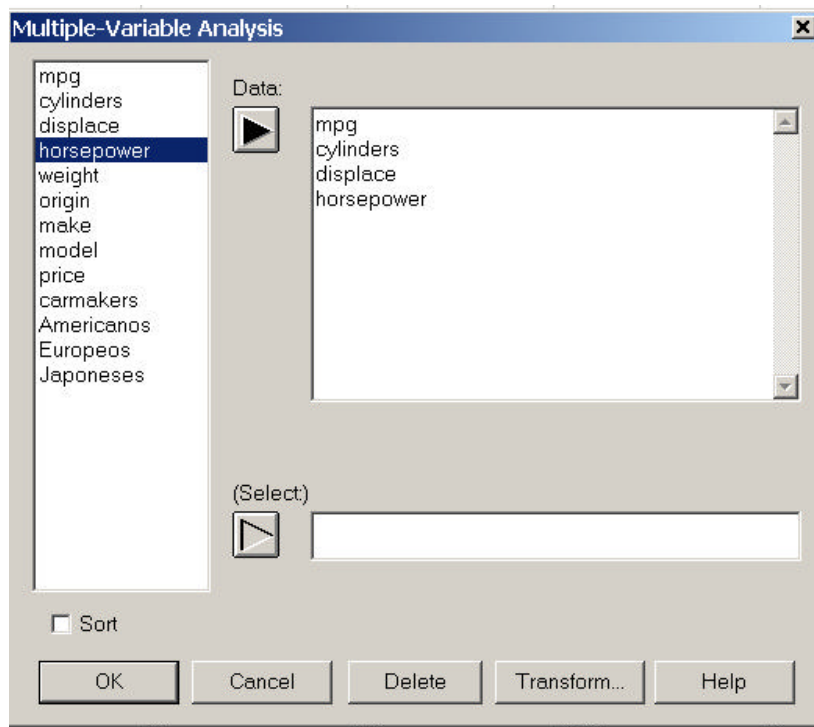 Multiple-Variable Analysis
mpg
cylinders
displace
horsepower
weight
origin
make
model
price
carmakers
Americanos
Europeos
Japoneses
Data:
mpg
cylinders
displace
horsepower
(Select:)
Sort
OK
Cancel
Delete
Transform...
Help